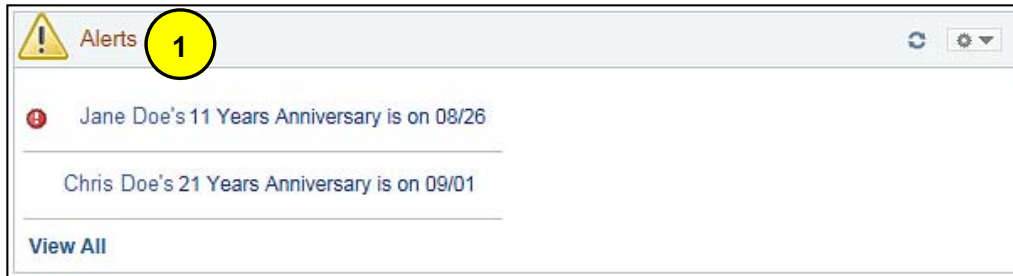 Alerts 1
Jane Doe's 11 Years Anniversary is on 08/26
Chris Doe's 21 Years Anniversary is on 09/01
View All